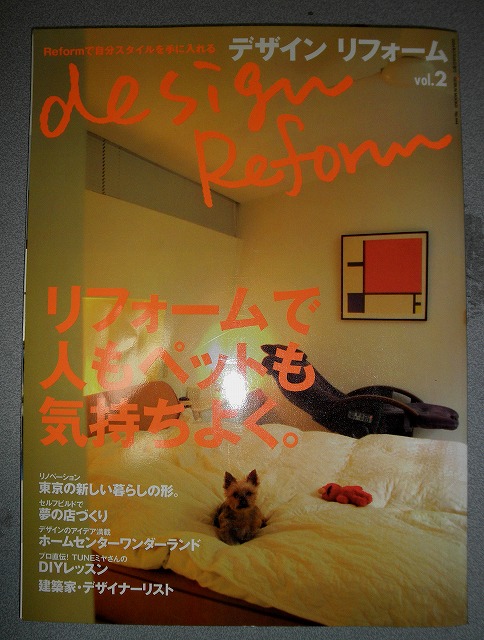 Reformで自分スタイルを手に入れる
デザイン リフォーム
vol.2
design
Reform
リフォームで
人もペットも
気持ちよく。
リノベーション
東京の新しい暮らしの形。
セルフビルドで
夢の店づくり
デザインのアイデア満載
ホームセンターワンダーランド
プロ直伝! TUNEミヤさんの
DIYレッスン
建築家・デザイナーリスト